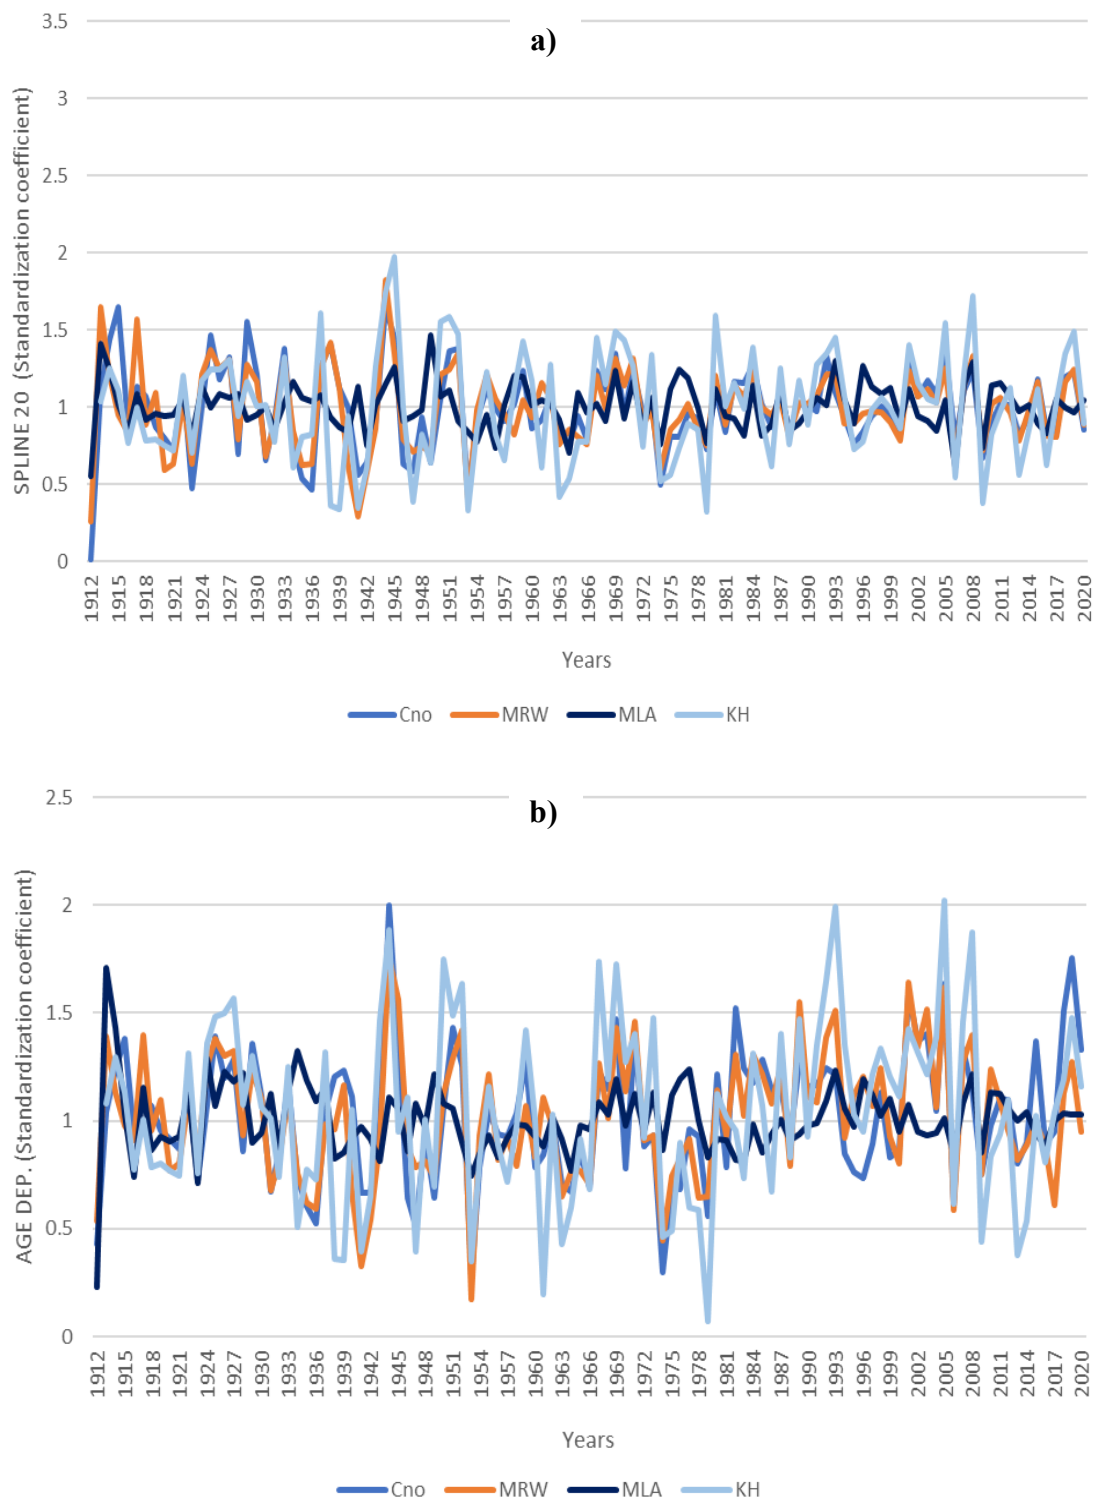 a)
SPLINE 20 (Standardization coefficient)
3.5
3
2.5
2
1.5
1
0.5
0
1912 1915 1918 1921 1924 1927 1930 1933 1936 1939 1942 1945 1948 1951 1954 1957 1960 1963 1966 1969 1972 1975 1978 1981 1984 1987 1990 1993 1996 1999 2002 2005 2008 2011 2014 2017 2020
Years
Cno MRW MLA KH
b)
AGE DEP. (Standardization coefficient)
2.5
2
1.5
1
0.5
0
1912 1915 1918 1921 1924 1927 1930 1933 1936 1939 1942 1945 1948 1951 1954 1957 1960 1963 1966 1969 1972 1975 1978 1981 1984 1987 1990 1993 1996 1999 2002 2005 2008 2011 2014 2017 2020
Years
Cno MRW MLA KH